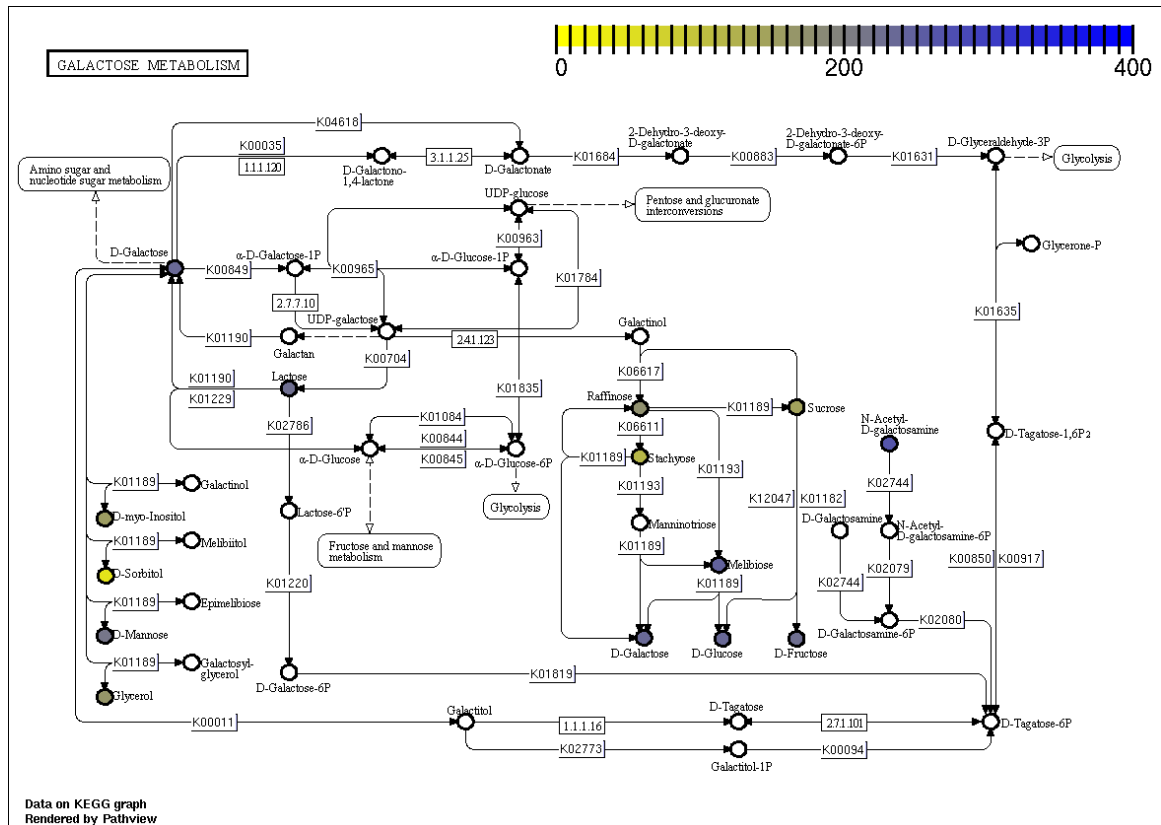 0
200
400
GALACTOSE METABOLISM
K04618
K00035
1.1.1.120
3.1.1.25
D-Galactono-
1,4-lactone
D-Galactonate
K01684
2-Dehydro-3-deoxy-
D-galactonate
K00883
2-Dehydro-3-deoxy-
D-galactonate-6P
K01631
D-Glyceraldehyde-3P
Glycolysis
Amino sugar and
nucleotide sugar metabolism
UDP-glucose
Pentose and glucuronate
interconversions
K00963
D-Galactose
K00849
α-D-Galactose-1P
K00965
α-D-Glucose-1P
K01784
Glycerone-P
2.7.7.10
UDP-galactose
K01190
Galactan
2.4.1.123
Galactinol
K01635
K00704
K01190
K01229
Lactose
K01835
K06617
Raffinose
K01189
Sucrose
K02786
K01084
K00844
K00845
α-D-Glucose
α-D-Glucose-6P
K06611
K01189
Stachyose
K01193
N-Acetyl-
D-galactosamine
D-Tagatose-1,6P2
K01189
Galactinol
D-myo-Inositol
Lactose-6'P
Glycolysis
Fructose and mannose
metabolism
K01193
Manninotriose
K01189
K12047
K01182
K02744
D-Galactosamine
N-Acetyl-
D-galactosamine-6P
K01189
Melibiitol
D-Sorbitol
K01220
Melibiose
K01189
K02744
K02079
K00850
K00917
K01189
Epimelibiose
D-Mannose
D-Galactose
D-Glucose
D-Fructose
D-Galactosamine-6P
K02080
K01189
Galactosyl-
glycerol
Glycerol
D-Galactose-6P
K01819
K00011
Galactitol
1.1.1.16
D-Tagatose
2.7.1.101
D-Tagatose-6P
K02773
Galactitol-1P
K00094
Data on KEGG graph
Rendered by Pathview